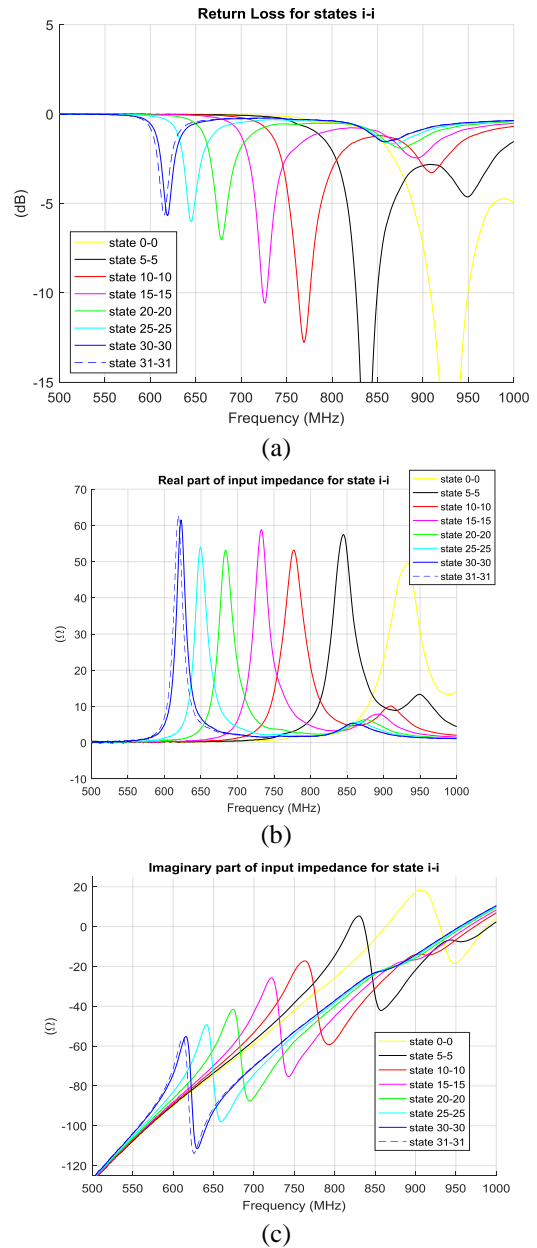 Return Loss for states i-i
5
0
-5
-10
-15
(dB)
state 0-0
state 5-5
state 10-10
state 15-15
state 20-20
state 25-25
state 30-30
state 31-31
500 550 600 650 700 750 800 850 900 950 1000
Frequency (MHz)
(a)
Real part of input impedance for state i-i
70
60
50
40
30
20
10
0
-10
(Ω)
state 0-0
state 5-5
state 10-10
state 15-15
state 20-20
state 25-25
state 30-30
state 31-31
500 550 600 650 700 750 800 850 900 950 1000
Frequency (MHz)
(b)
Imaginary part of input impedance for state i-i
20
0
-20
-40
-60
-80
-100
-120
(Ω)
state 0-0
state 5-5
state 10-10
state 15-15
state 20-20
state 25-25
state 30-30
state 31-31
500 550 600 650 700 750 800 850 900 950 1000
Frequency (MHz)
(c)